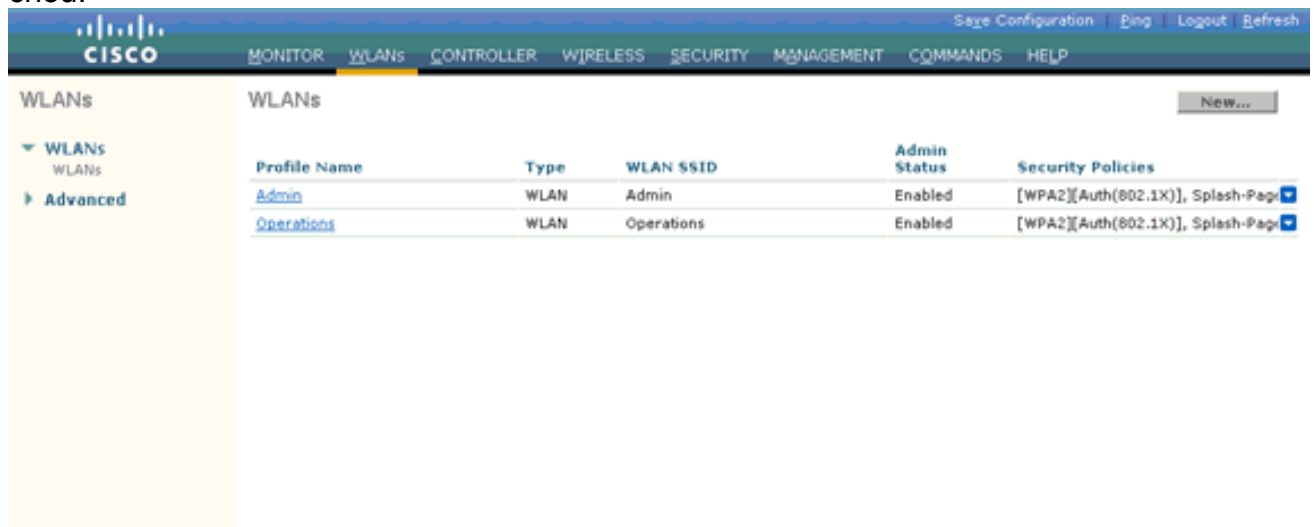 Save Configuration | Ping | Logout | Refresh
CISCO
MONITOR WLANs CONTROLLER WIRELESS SECURITY MANAGEMENT COMMANDS HELP
WLANs
WLANs
WLANs
Advanced
WLANs
New...
Profile Name Type WLAN SSID Admin Status Security Policies
Admin WLAN Admin Enabled [WPA2][Auth(802.1X)], Splash-Pag
Operations WLAN Operations Enabled [WPA2][Auth(802.1X)], Splash-Pag